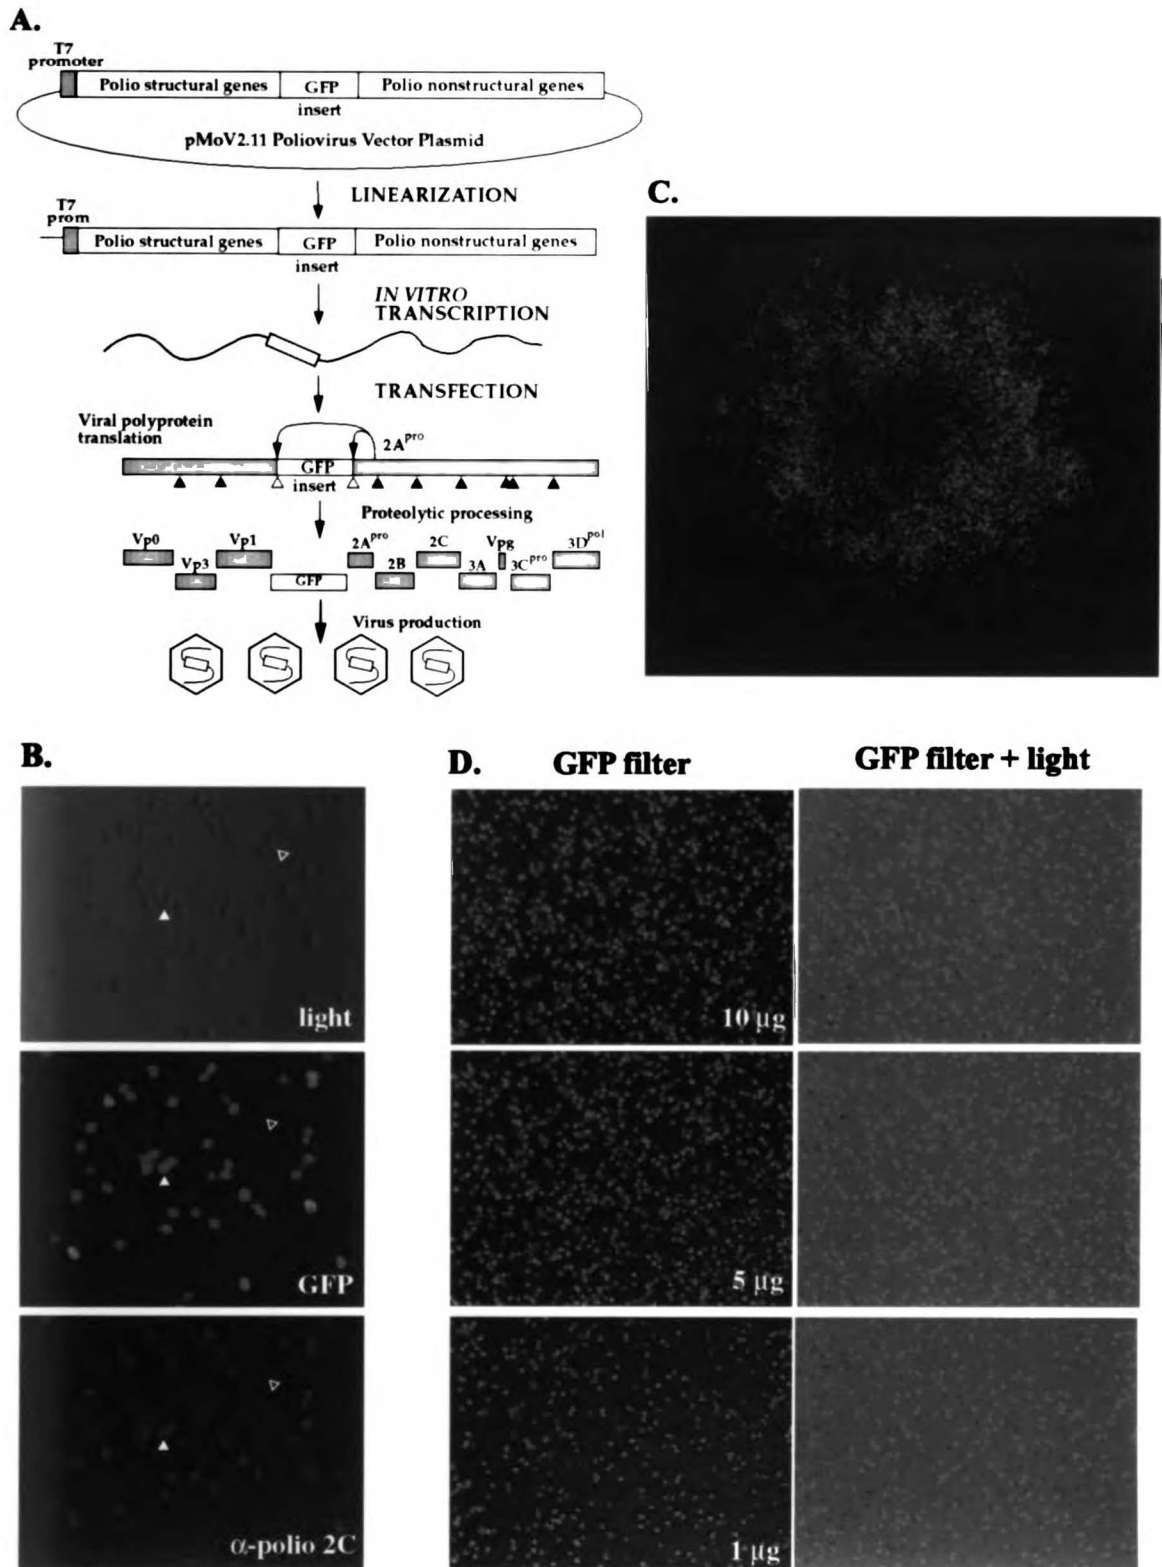 A.
T7
promoter
Polio structural genes
GFP
Polio nonstructural genes
insert
pMoV2.11 Poliovirus Vector Plasmid
LINEARIZATION
T7
prom
Polio structural genes
GFP
Polio nonstructural genes
insert
IN VITRO
TRANSCRIPTION
TRANSFECTION
Viral polyprotein
translation
2Apro
GFP
insert
Proteolytic processing
Vp0
Vp3
Vp1
GFP
2Apro
2B
2C
3A
Vpg
3Cpro
3Dpol
Virus production
C.
B.
light
GFP
α-polio 2C
D.
GFP filter
GFP filter + light
10 µg
5 µg
1 µg